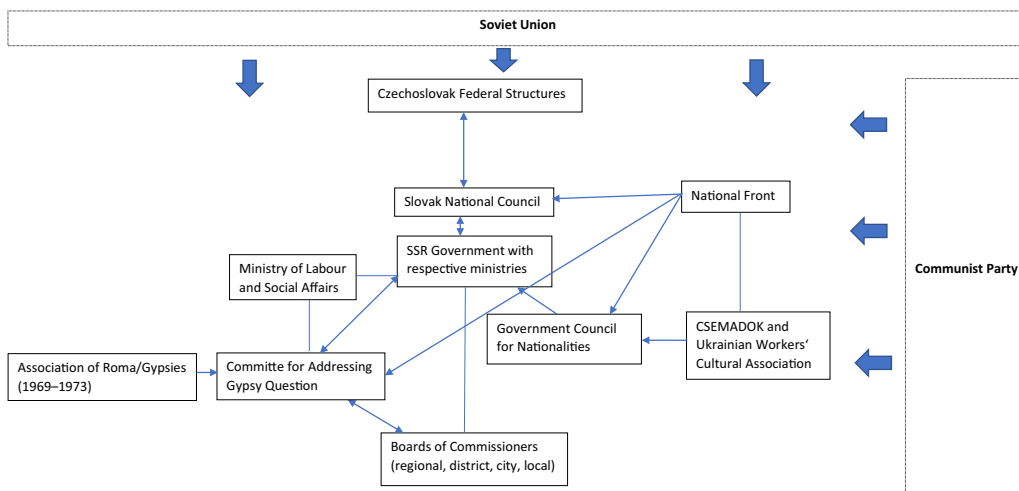 Soviet Union
Czechoslovak Federal Structures
Slovak National Council
National Front
SSR Government with
respective ministries
Ministry of Labour
and Social Affairs
Communist Party
Government Council
for Nationalities
CSEMADOK and
Ukrainian Workers‘
Cultural Association
Association of Roma/Gypsies
(1969–1973)
Committe for Addressing
Gypsy Question
Boards of Commissioners
(regional, district, city, local)